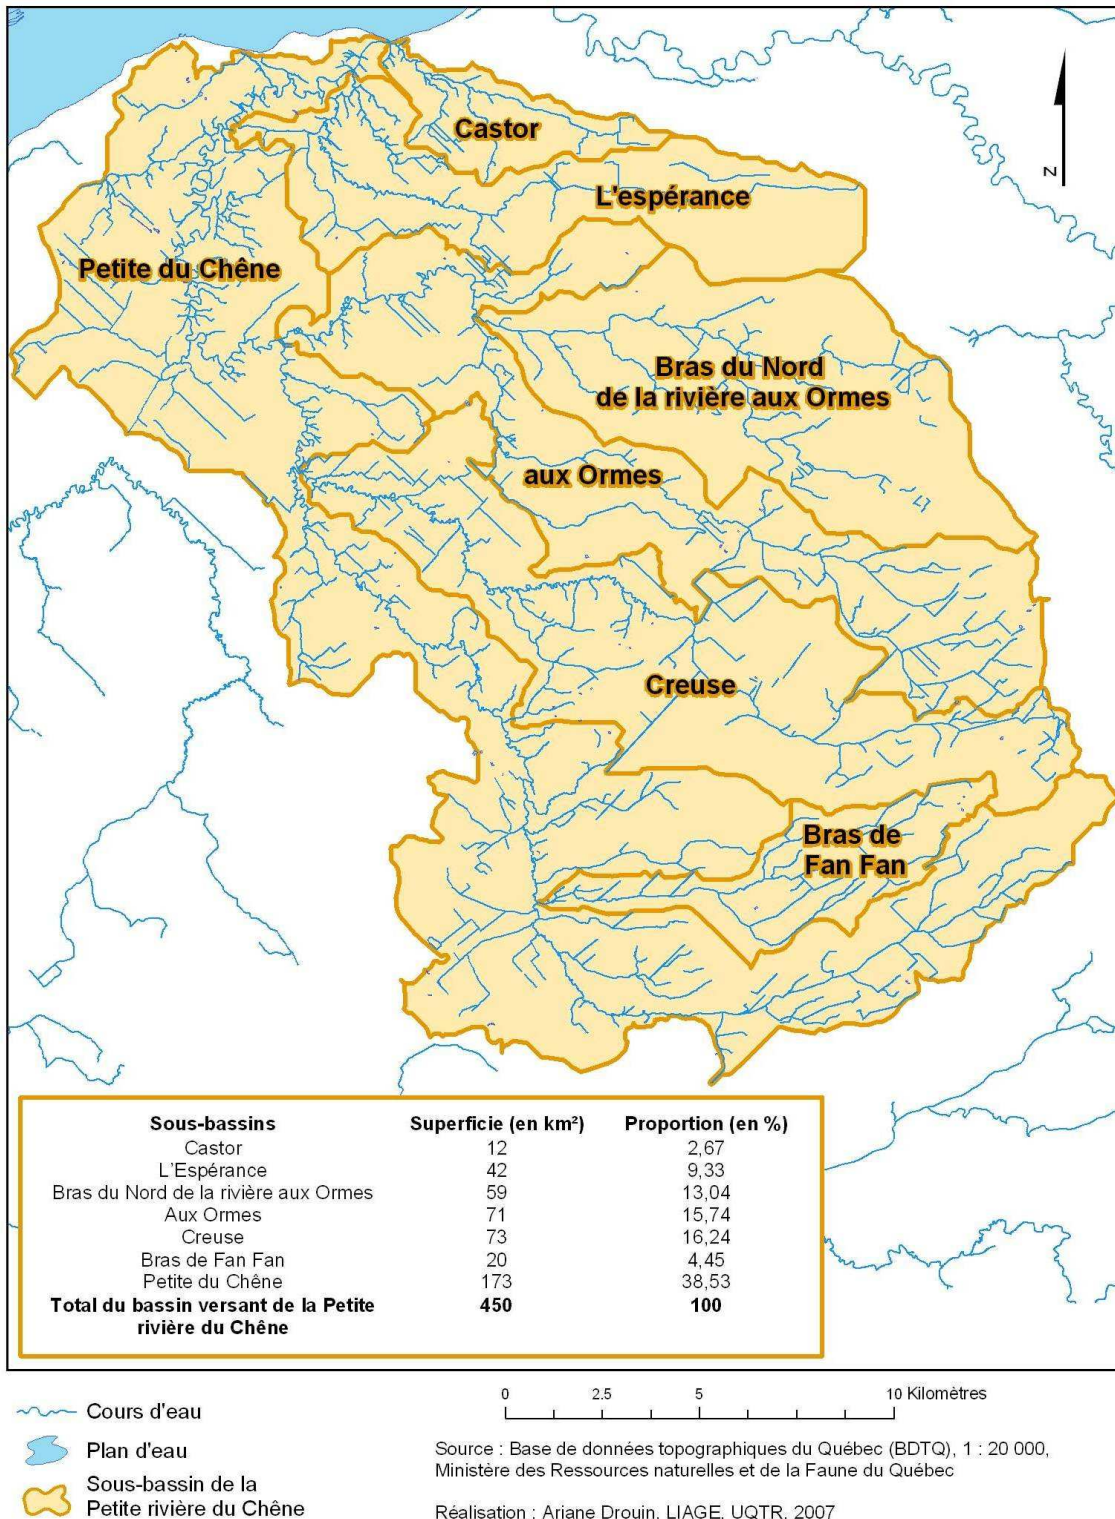 Castor
L'espérance
Petite du Chêne
Bras du Nord
de la rivière aux Ormes
aux Ormes
Creuse
Bras de
Fan Fan
N
Sous-bassins Superficie (en km²) Proportion (en %)
Castor 12 2,67
L'Espérance 42 9,33
Bras du Nord de la rivière aux Ormes 59 13,04
Aux Ormes 71 15,74
Creuse 73 16,24
Bras de Fan Fan 20 4,45
Petite du Chêne 173 38,53
Total du bassin versant de la Petite 450 100
rivière du Chêne
0 2.5 5 10 Kilomètres
Cours d'eau
Plan d'eau
Sous-bassin de la
Petite rivière du Chêne
Source : Base de données topographiques du Québec (BDTQ), 1 : 20 000,
Ministère des Ressources naturelles et de la Faune du Québec
Réalisation : Ariane Drouin, LIAGE, UQTR, 2007